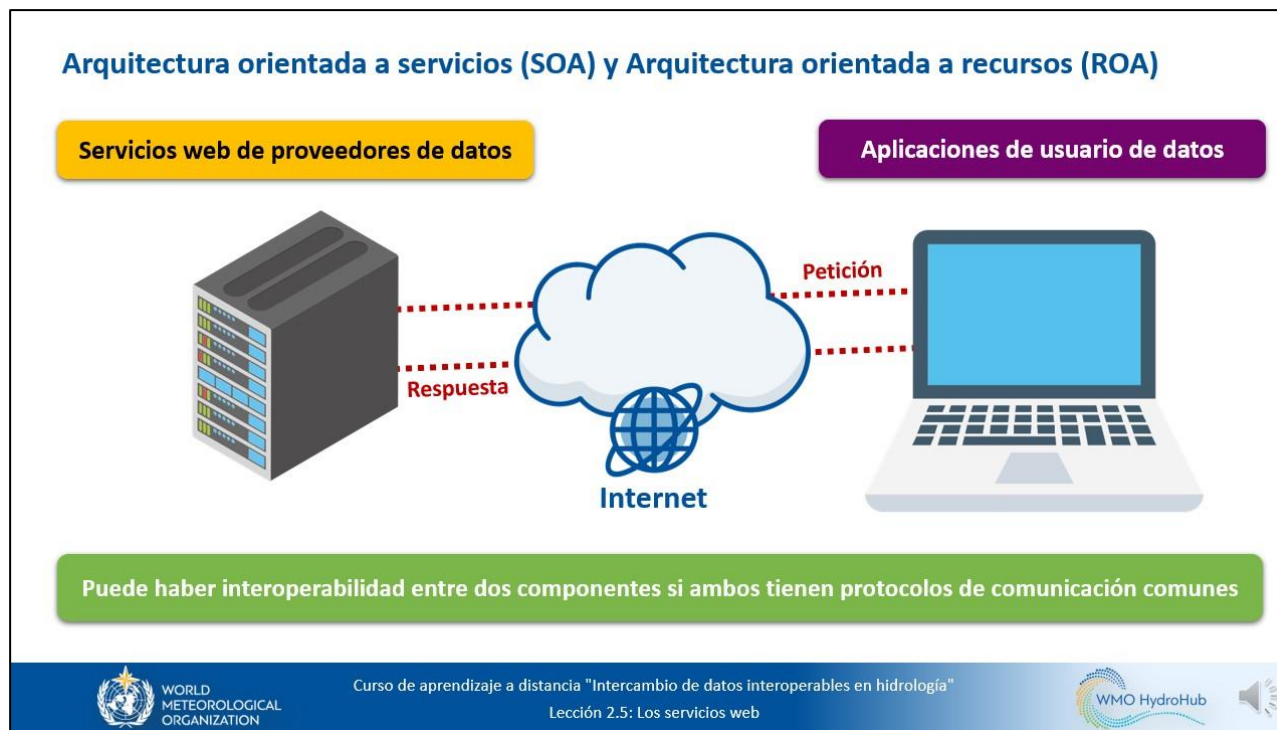 Arquitectura orientada a servicios (SOA) y Arquitectura orientada a recursos (ROA)
Servicios web de proveedores de datos
Aplicaciones de usuario de datos
Petición
Respuesta
Internet
Puede haber interoperabilidad entre dos componentes si ambos tienen protocolos de comunicación comunes
WORLD
METEOROLOGICAL
ORGANIZATION
Curso de aprendizaje a distancia "Intercambio de datos interoperables en hidrología"
Lección 2.5: Los servicios web
WMO HydroHub